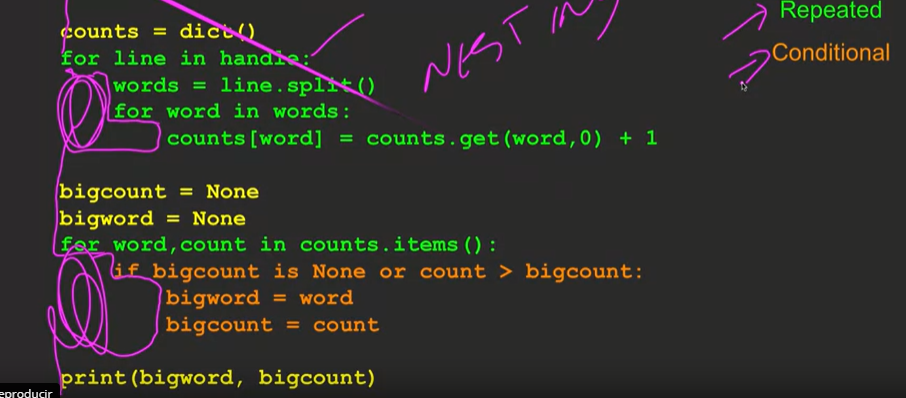 counts = dict()
for line in handle:
words = line.split()
for word in words:
counts[word] = counts.get(word,0) + 1
bigcount = None
bigword = None
for word,count in counts.items():
if bigcount is None or count > bigcount:
bigword = word
bigcount = count
print(bigword, bigcount)
NESTING
Repeated
Conditional
eproducir